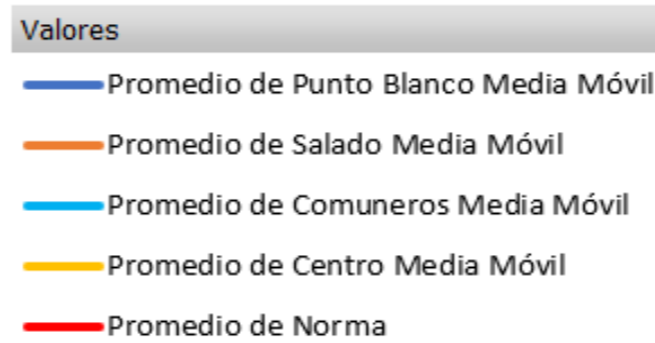 Valores
Promedio de Punto Blanco Media Móvil
Promedio de Salado Media Móvil
Promedio de Comuneros Media Móvil
Promedio de Centro Media Móvil
Promedio de Norma